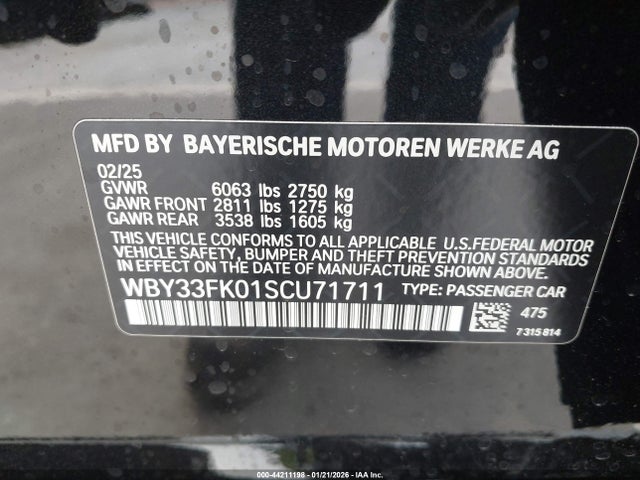 MFD BY BAYERISCHE MOTOREN WERKE AG
02/25
GVWR 6063 lbs 2750 kg
GAWR FRONT 2811 lbs 1275 kg
GAWR REAR 3538 lbs 1605 kg
THIS VEHICLE CONFORMS TO ALL APPLICABLE U.S.FEDERAL MOTOR
VEHICLE SAFETY, BUMPER AND THEFT PREVENTION STANDARDS
IN EFFECT ON THE DATE OF MANUFACTURE SHOWN ABOVE.
WBY33FK01SCU71711 TYPE: PASSENGER CAR
475
7315814
000-44211198 - 01/21/2026 - IAA Inc.